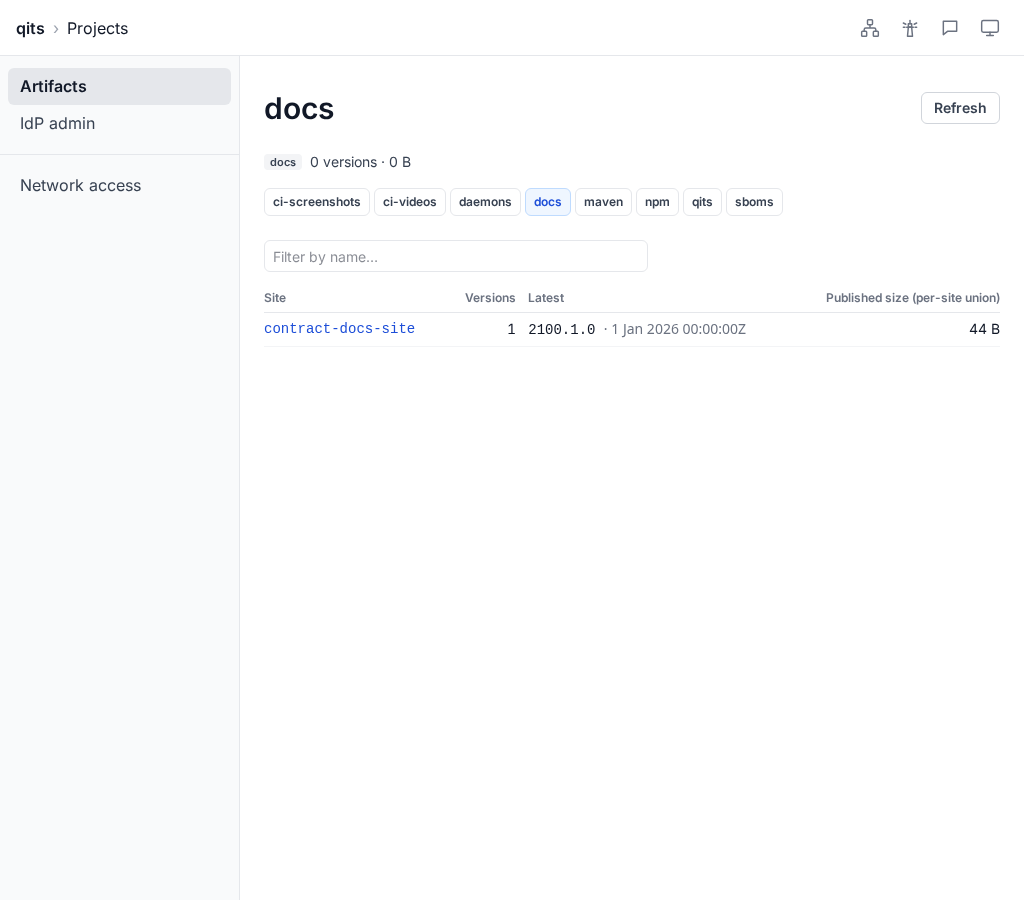 qits › Projects
Artifacts
IdP admin
Network access
docs
Refresh
docs 0 versions · 0 B
ci-screenshots ci-videos daemons docs maven npm qits sboms
Filter by name...
Site Versions Latest Published size (per-site union)
contract-docs-site 1 2100.1.0 · 1 Jan 2026 00:00:00Z 44 B